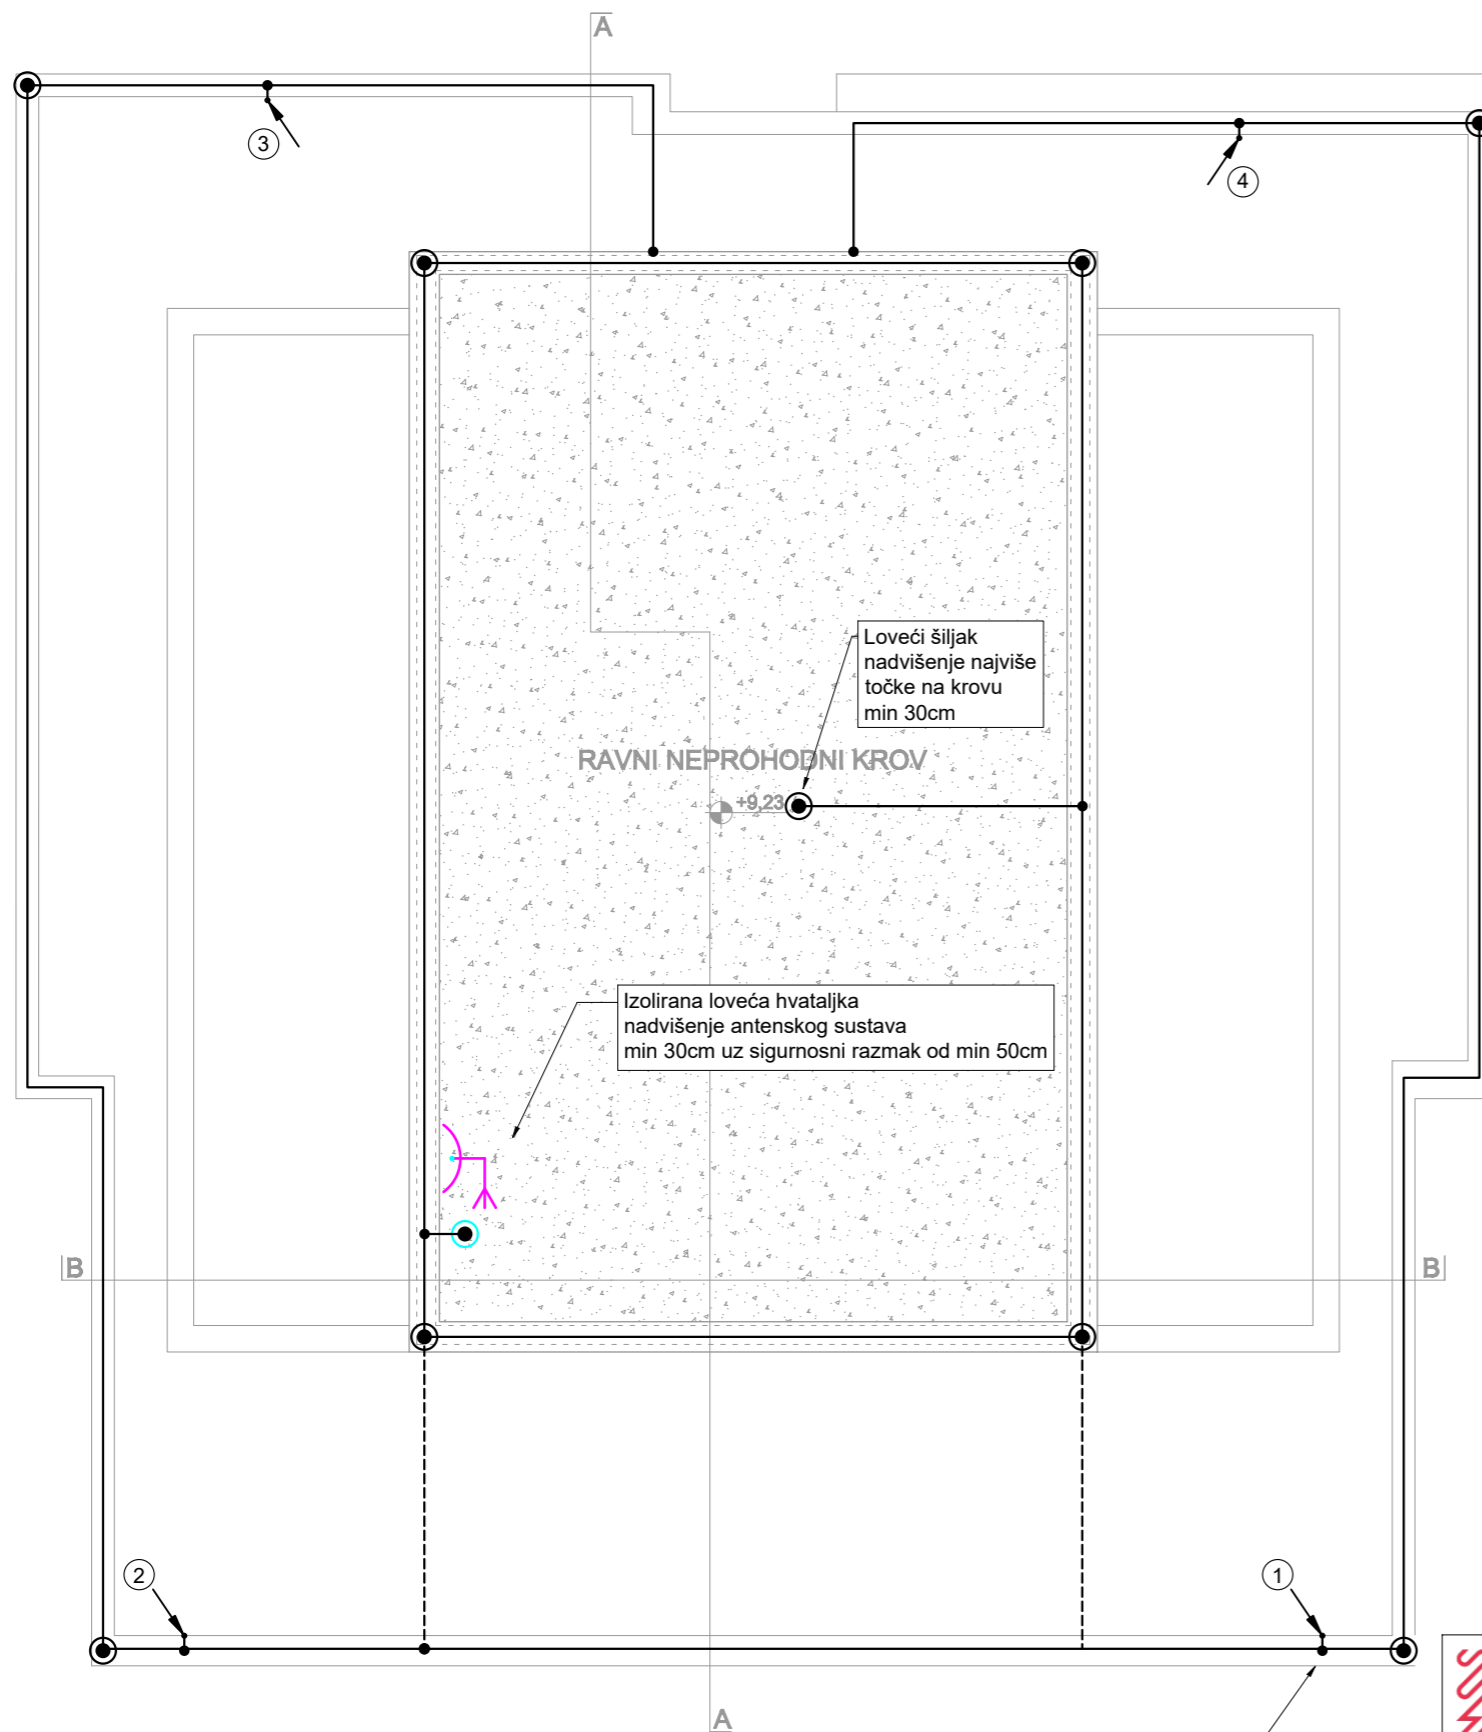 A
3
4
Loveći šiljak
nadvišenje najviše
točke na krovu
min 30cm
RAVNI NEPROHODNI KROV
+9,23
Izolirana loveća hvataljka
nadvišenje antenskog sustava
min 30cm uz sigurnosni razmak od min 50cm
B
B
2
1
A